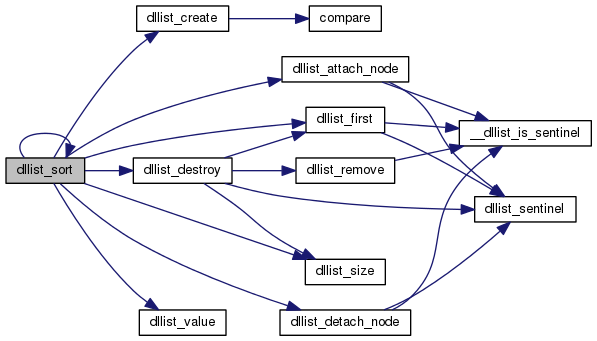 dllist_create
compare
dllist_attach_node
dllist_first
__dllist_is_sentinel
dllist_sort
dllist_destroy
dllist_remove
dllist_sentinel
dllist_size
dllist_value
dllist_detach_node